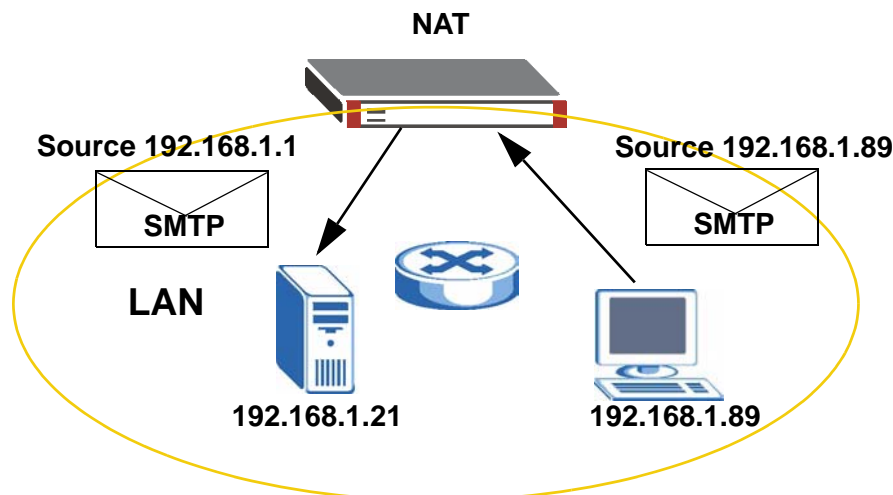 NAT
Source 192.168.1.1
Source 192.168.1.89
SMTP
SMTP
LAN
192.168.1.21
192.168.1.89